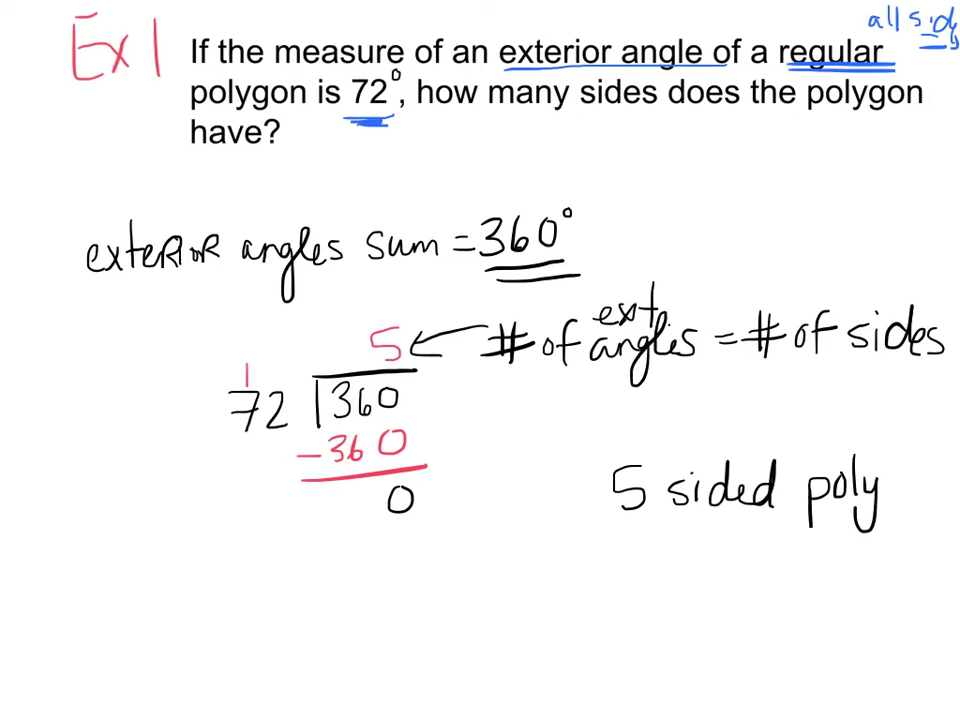 all sids
Ex 1
If the measure of an exterior angle of a regular
polygon is 72°, how many sides does the polygon
have?
exterior angles sum = 360°
5 ← # of ext angles = # of sides
1
72 360
-360
0
5 sided poly